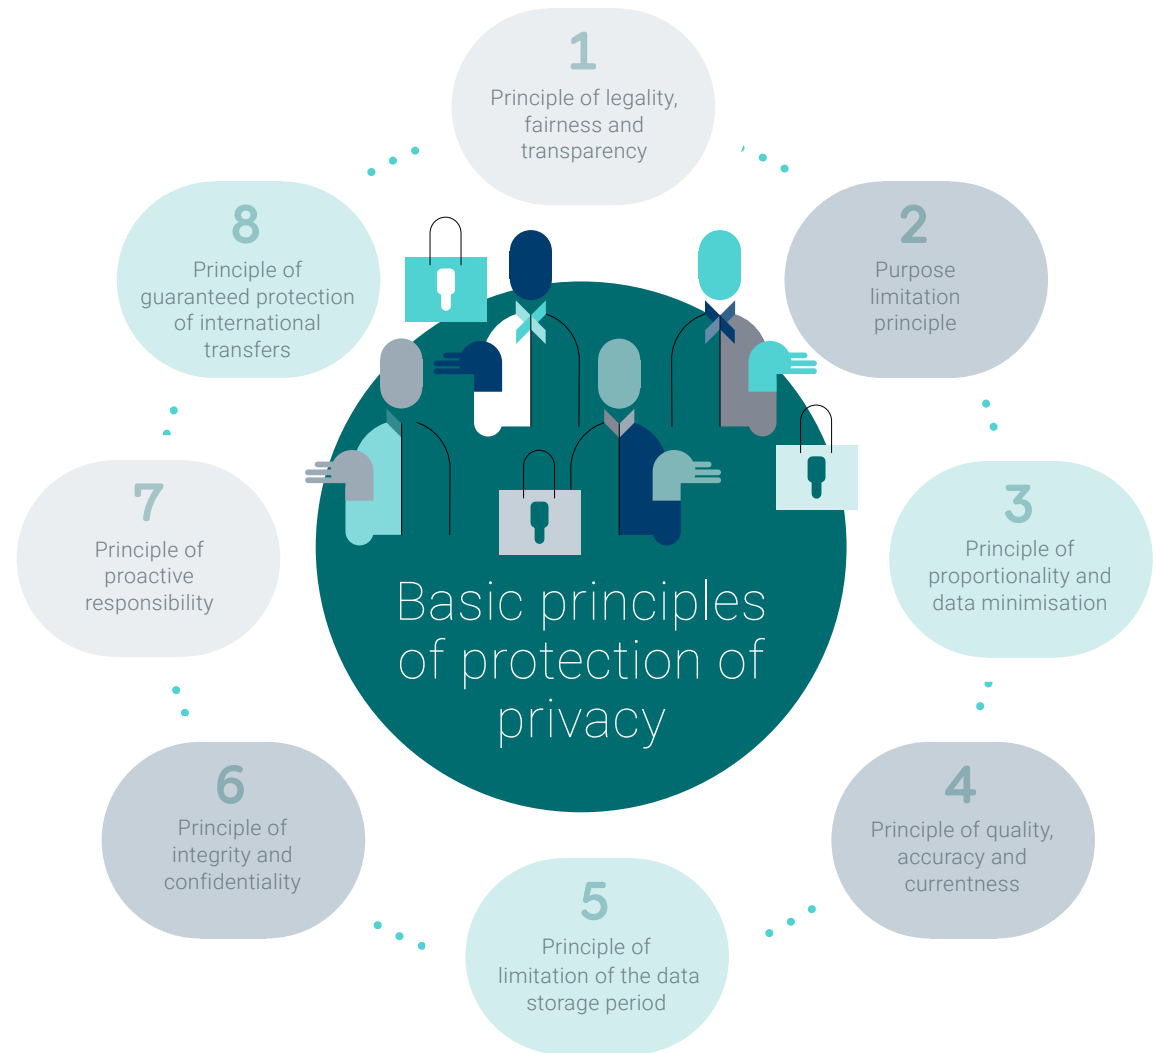 1
Principle of legality,
fairness and
transparency
2
Purpose
limitation
principle
3
Principle of
proportionality and
data minimisation
4
Principle of quality,
accuracy and
currentness
5
Principle of
limitation of the data
storage period
6
Principle of
integrity and
confidentiality
7
Principle of
proactive
responsibility
8
Principle of
guaranteed protection
of international
transfers
Basic principles
of protection of
privacy